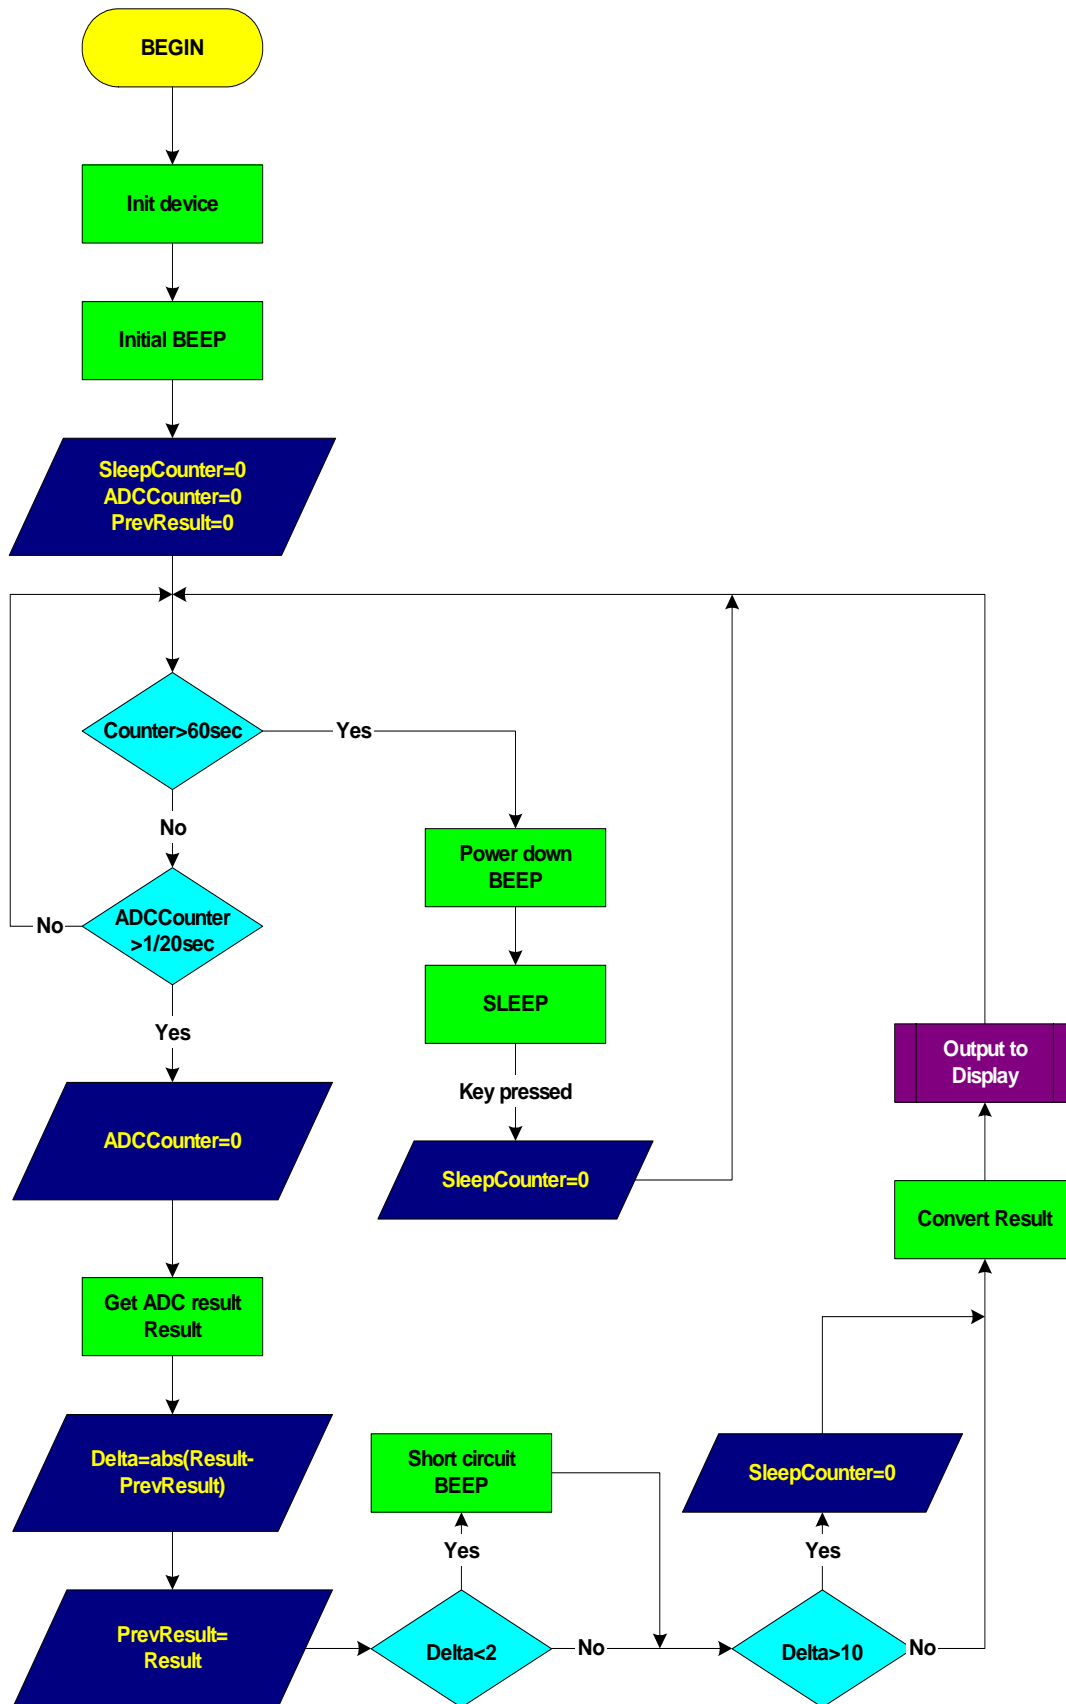 BEGIN
Init device
Initial BEEP
SleepCounter=0
ADCCounter=0
PrevResult=0
Counter>60sec
Yes
No
Power down
BEEP
ADCCounter
>1/20sec
No
SLEEP
Yes
Output to
Display
Key pressed
ADCCounter=0
SleepCounter=0
Convert Result
Get ADC result
Result
Delta=abs(Result-
PrevResult)
Short circuit
BEEP
SleepCounter=0
Yes
Yes
PrevResult=
Result
Delta<2
No
Delta>10
No